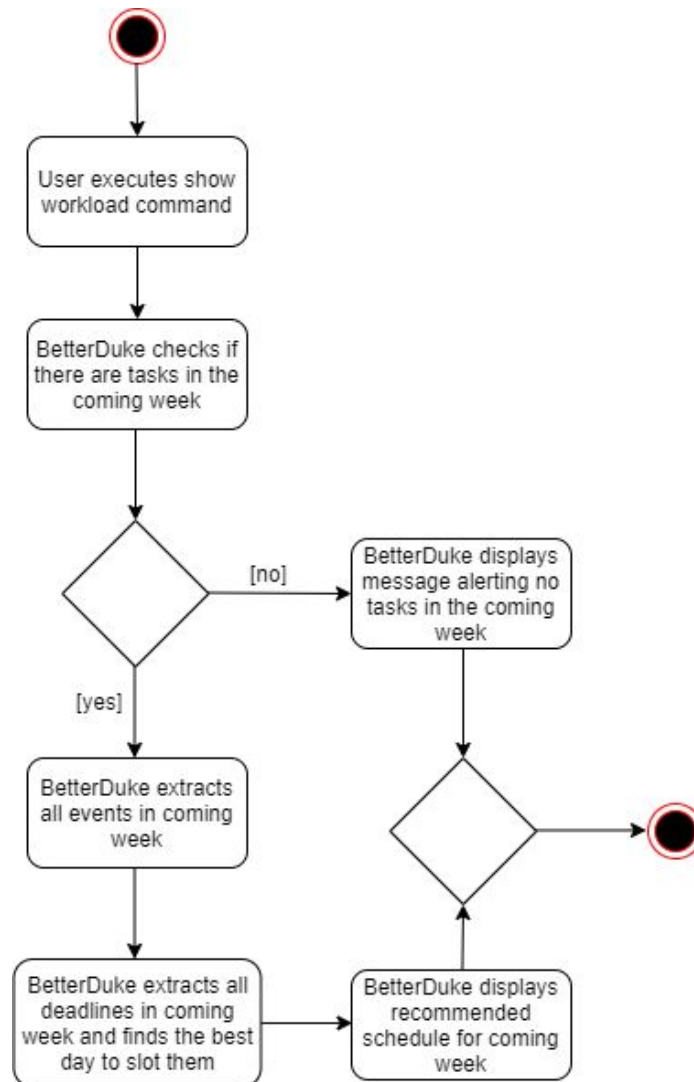 User executes show
workload command
BetterDuke checks if
there are tasks in the
coming week
[no]
BetterDuke displays
message alerting no
tasks in the coming
week
[yes]
BetterDuke extracts
all events in coming
week
BetterDuke extracts all
deadlines in coming
week and finds the best
day to slot them
BetterDuke displays
recommended
schedule for coming
week